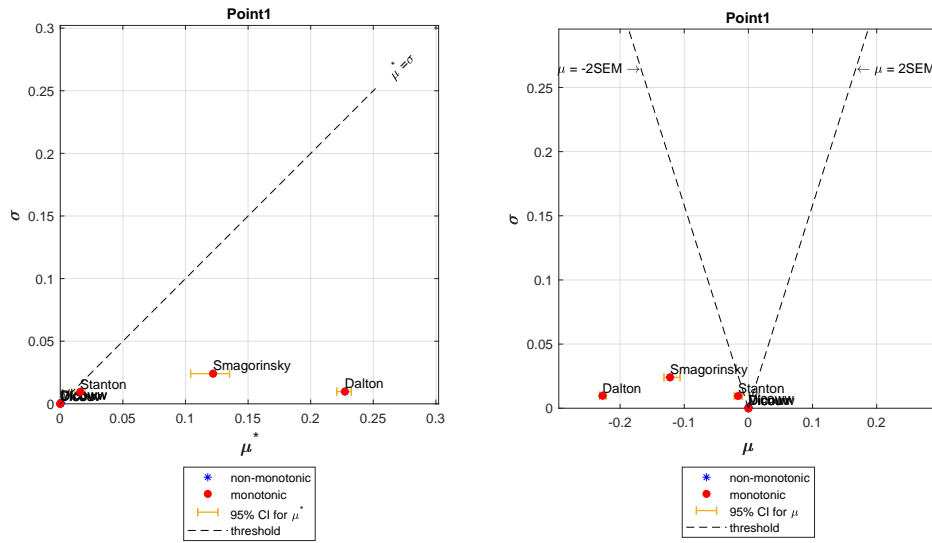 Point1
0.3
0.25
0.2
0.15
0.1
0.05
0
σ
0 0.05 0.1 0.15 0.2 0.25 0.3
μ*
μ* =σ
Smagorinsky
Dalton
Stanton
non-monotonic
monotonic
95% CI for μ*
threshold
Point1
0.25
0.2
0.15
0.1
0.05
0
σ
-0.2 -0.1 0 0.1 0.2
μ
μ = -2SEM →
← μ = 2SEM
Smagorinsky
Dalton
Stanton
non-monotonic
monotonic
95% CI for μ
threshold